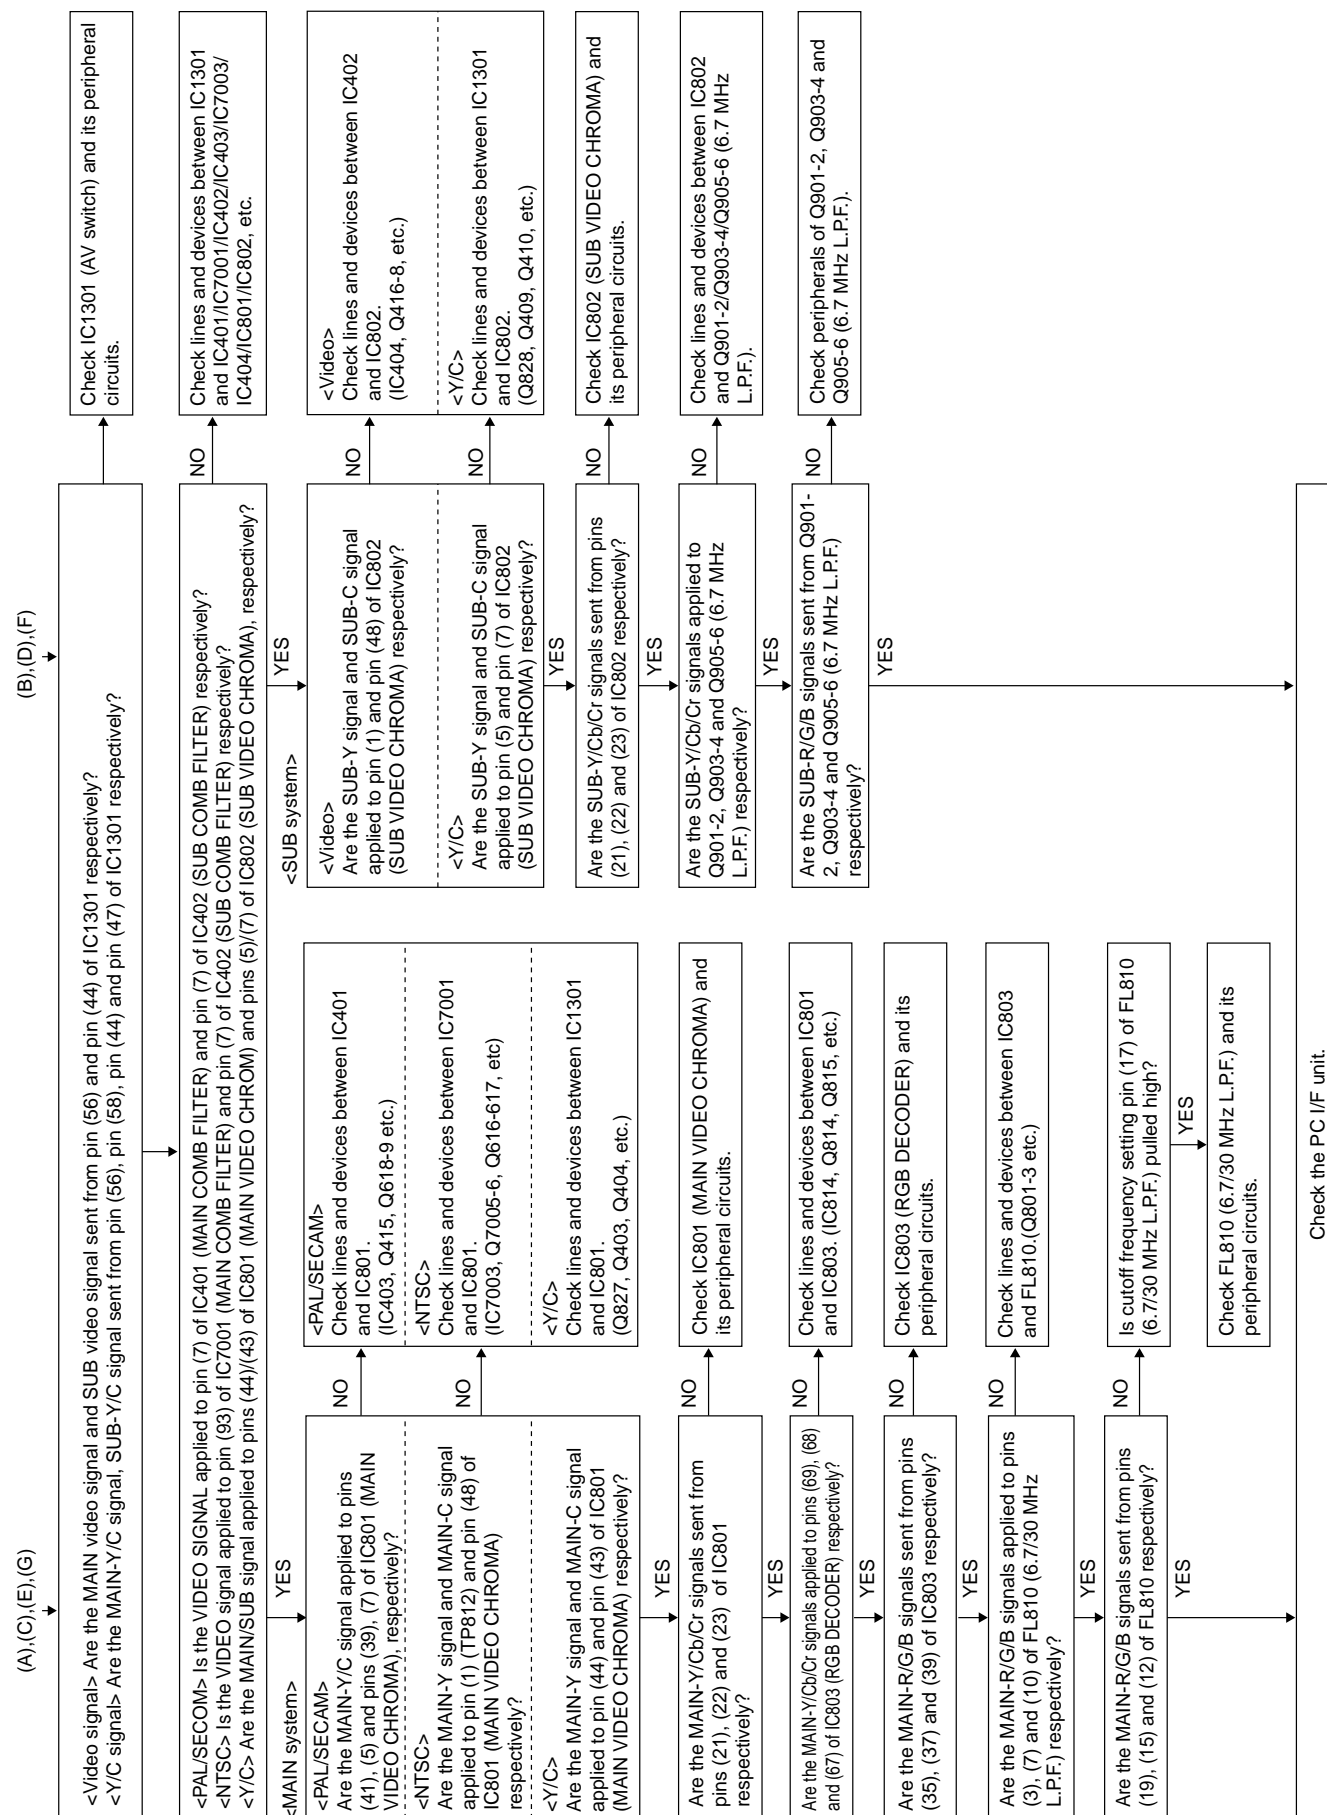 (A),(C),(E),(G)
(B),(D),(F)
<Video signal> Are the MAIN video signal and SUB video signal sent from pin (56) and pin (44) of IC1301 respectively?
<Y/C signal> Are the MAIN-Y/C signal, SUB-Y/C signal sent from pin (56), pin (58), pin (44) and pin (47) of IC1301 respectively?
Check IC1301 (AV switch) and its peripheral
circuits.
<PAL/SECOM> Is the VIDEO SIGNAL applied to pin (7) of IC401 (MAIN COMB FILTER) and pin (7) of IC402 (SUB COMB FILTER) respectively?
<NTSC> Is the VIDEO signal applied to pin (93) of IC7001 (MAIN COMB FILTER) and pin (7) of IC402 (SUB COMB FILTER) respectively?
<Y/C> Are the MAIN/SUB signal applied to pins (44)/(43) of IC801 (MAIN VIDEO CHROM) and pins (5)/(7) of IC802 (SUB VIDEO CHROMA), respectively?
NO
Check lines and devices between IC1301
and IC401/IC7001/IC402/IC403/IC7003/
IC404/IC801/IC802, etc.
YES
YES
<MAIN system>
<PAL/SECAM>
Are the MAIN-Y/C signal applied to pins
(41), (5) and pins (39), (7) of IC801 (MAIN
VIDEO CHROMA), respectively?
NO
<PAL/SECAM>
Check lines and devices between IC401
and IC801.
(IC403, Q415, Q618-9 etc.)
<NTSC>
Are the MAIN-Y signal and MAIN-C signal
applied to pin (1) (TP812) and pin (48) of
IC801 (MAIN VIDEO CHROMA)
respectively?
NO
<NTSC>
Check lines and devices between IC7001
and IC801.
(IC7003, Q7005-6, Q616-617, etc)
<Y/C>
Are the MAIN-Y signal and MAIN-C signal
applied to pin (44) and pin (43) of IC801
(MAIN VIDEO CHROMA) respectively?
<Y/C>
Check lines and devices between IC1301
and IC801.
(Q827, Q403, Q404, etc.)
YES
Are the MAIN-Y/Cb/Cr signals sent from
pins (21), (22) and (23) of IC801
respectively?
NO
Check IC801 (MAIN VIDEO CHROMA) and
its peripheral circuits.
YES
Are the MAIN-Y/Cb/Cr signals applied to pins (69), (68)
and (67) of IC803 (RGB DECODER) respectively?
NO
Check lines and devices between IC801
and IC803. (IC814, Q814, Q815, etc.)
YES
Are the MAIN-R/G/B signals sent from pins
(35), (37) and (39) of IC803 respectively?
NO
Check IC803 (RGB DECODER) and its
peripheral circuits.
YES
Are the MAIN-R/G/B signals applied to pins
(3), (7) and (10) of FL810 (6.7/30 MHz
L.P.F.) respectively?
NO
Check lines and devices between IC803
and FL810.(Q801-3 etc.)
YES
Are the MAIN-R/G/B signals sent from pins
(19), (15) and (12) of FL810 respectively?
NO
Is cutoff frequency setting pin (17) of FL810
(6.7/30 MHz L.P.F.) pulled high?
YES
Check FL810 (6.7/30 MHz L.P.F.) and its
peripheral circuits.
YES
<SUB system>
<Video>
Are the SUB-Y signal and SUB-C signal
applied to pin (1) and pin (48) of IC802
(SUB VIDEO CHROMA) respectively?
NO
<Video>
Check lines and devices between IC402
and IC802.
(IC404, Q416-8, etc.)
<Y/C>
Are the SUB-Y signal and SUB-C signal
applied to pin (5) and pin (7) of IC802
(SUB VIDEO CHROMA) respectively?
NO
<Y/C>
Check lines and devices between IC1301
and IC802.
(Q828, Q409, Q410, etc.)
YES
Are the SUB-Y/Cb/Cr signals sent from pins
(21), (22) and (23) of IC802 respectively?
NO
Check IC802 (SUB VIDEO CHROMA) and
its peripheral circuits.
YES
Are the SUB-Y/Cb/Cr signals applied to
Q901-2, Q903-4 and Q905-6 (6.7 MHz
L.P.F.) respectively?
NO
Check lines and devices between IC802
and Q901-2/Q903-4/Q905-6 (6.7 MHz
L.P.F.).
YES
Are the SUB-R/G/B signals sent from Q901-
2, Q903-4 and Q905-6 (6.7 MHz L.P.F.)
respectively?
NO
Check peripherals of Q901-2, Q903-4 and
Q905-6 (6.7 MHz L.P.F.).
YES
Check the PC I/F unit.